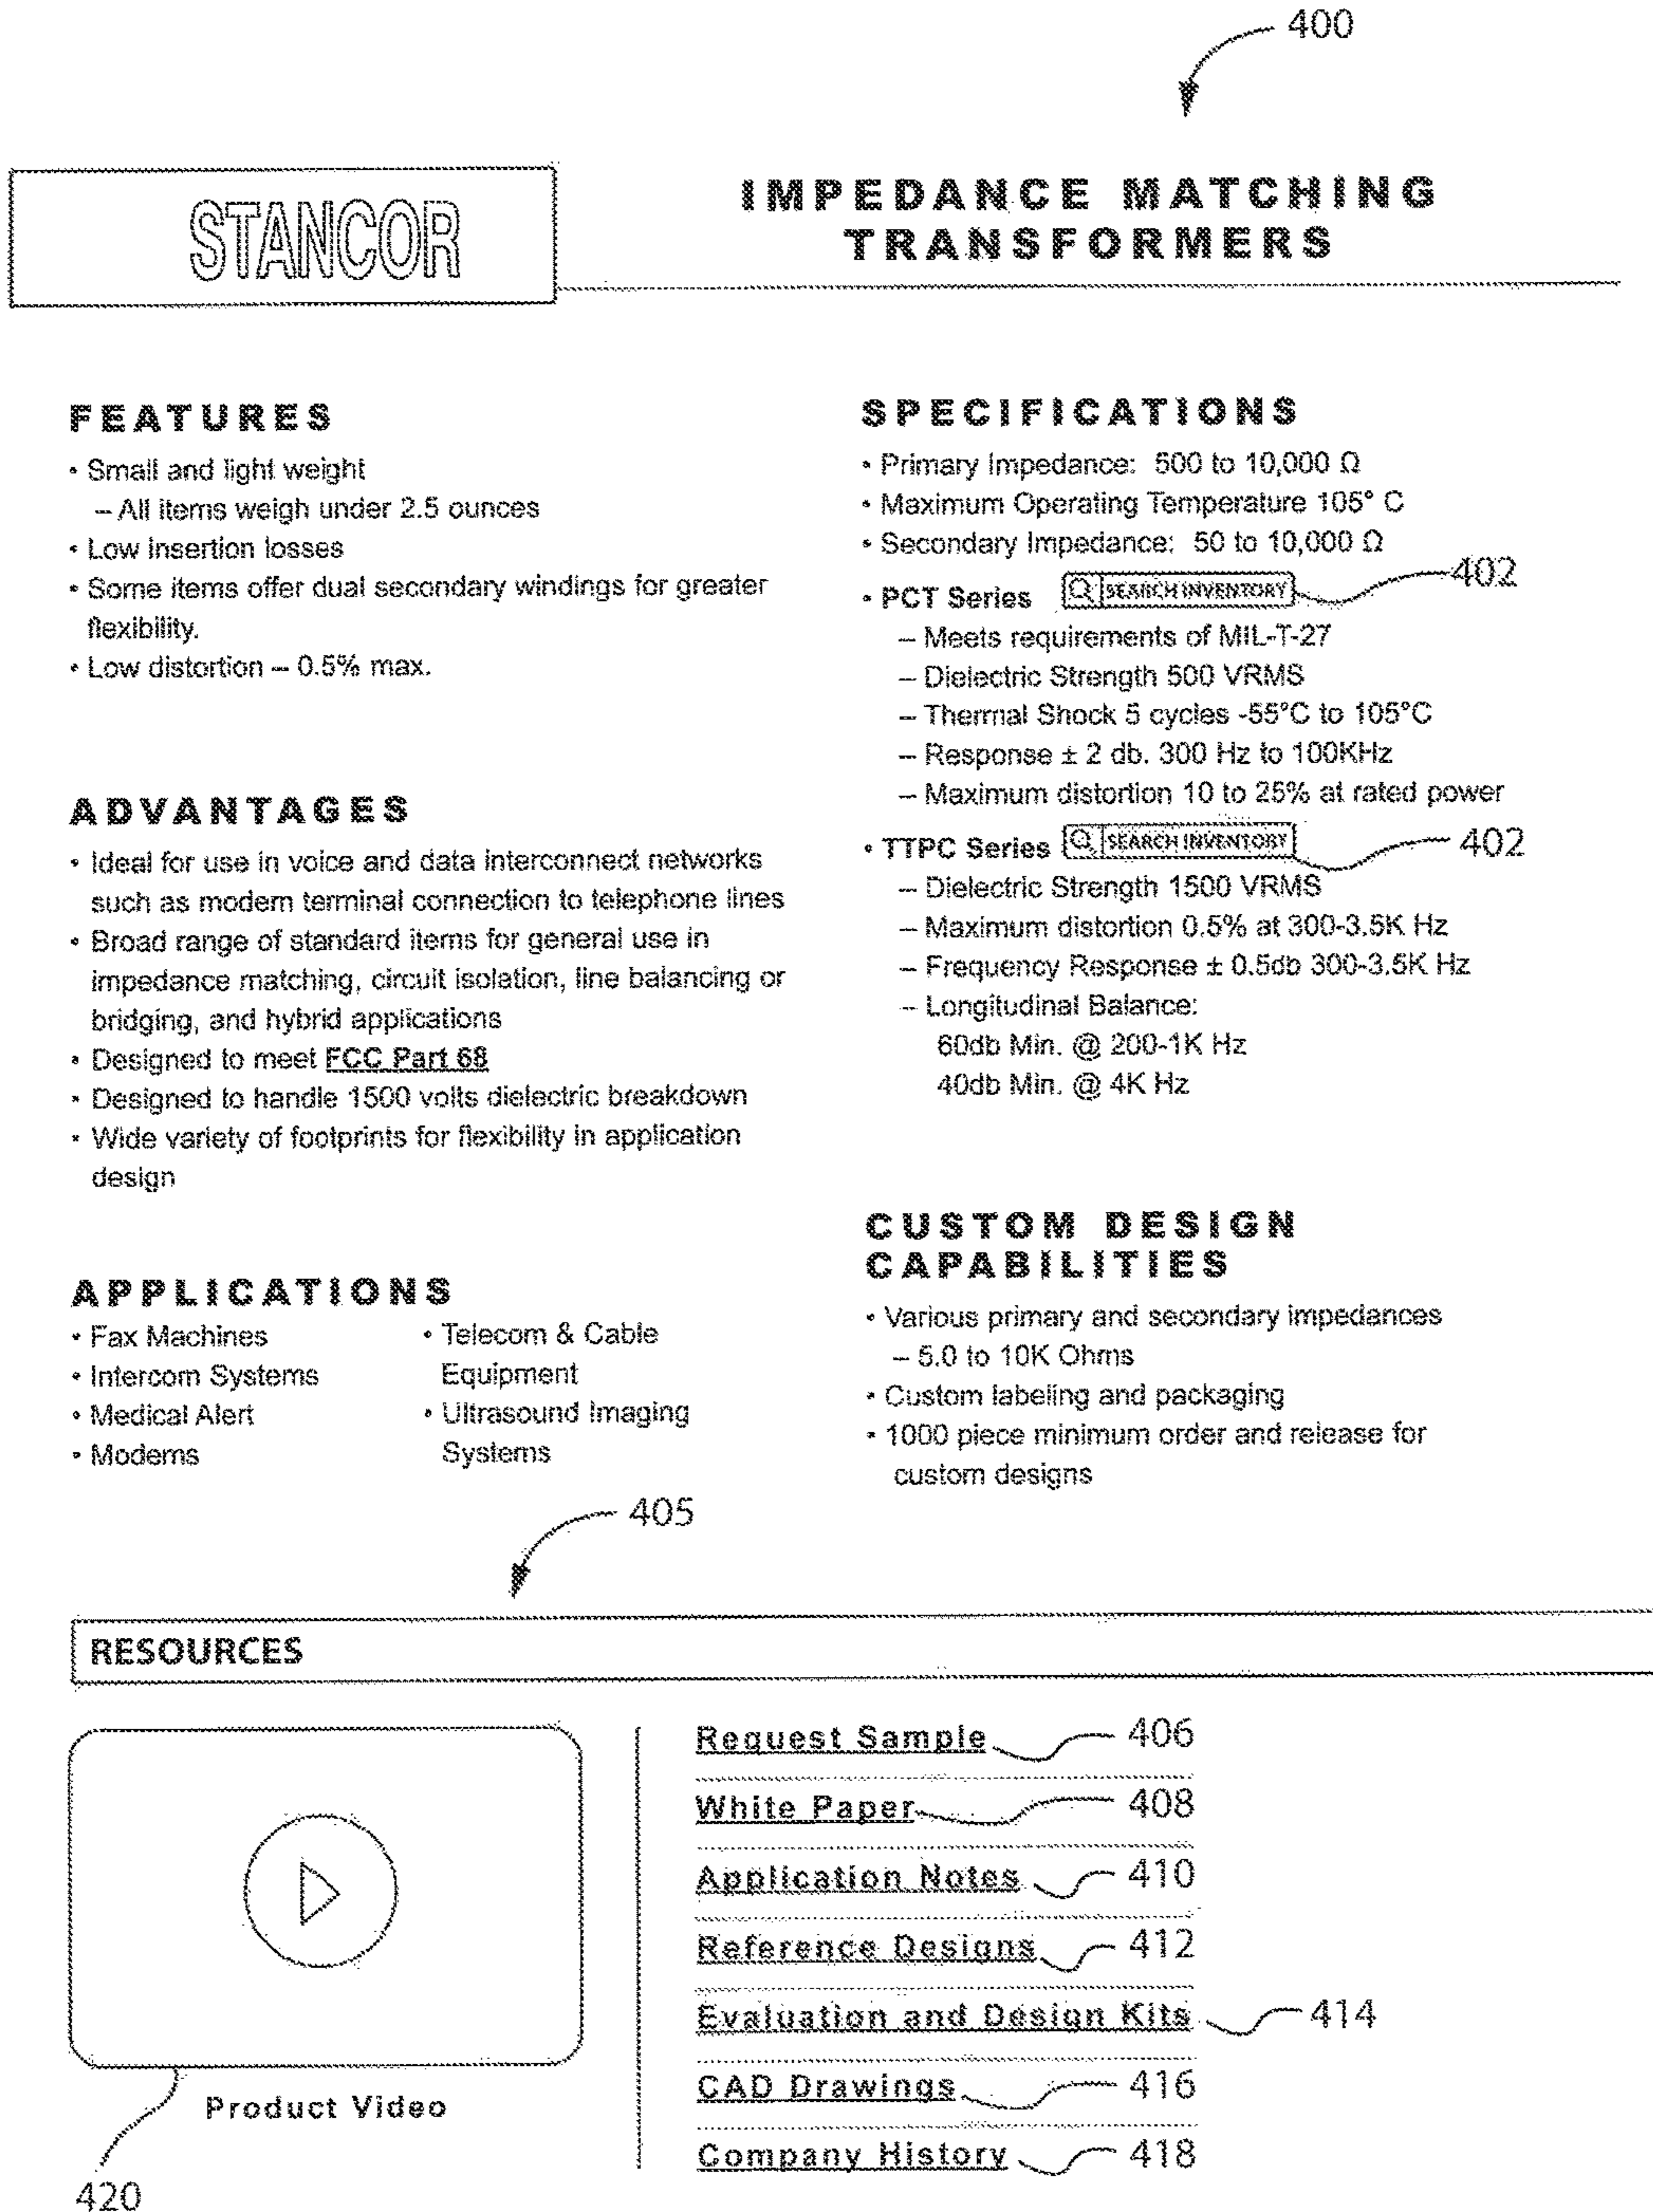 400
STANCOR
IMPEDANCE MATCHING
TRANSFORMERS
FEATURES
• Small and light weight
– All items weigh under 2.5 ounces
• Low insertion losses
• Some items offer dual secondary windings for greater
flexibility.
• Low distortion – 0.5% max.
ADVANTAGES
• Ideal for use in voice and data interconnect networks
such as modem terminal connection to telephone lines
• Broad range of standard items for general use in
impedance matching, circuit isolation, line balancing or
bridging, and hybrid applications
• Designed to meet FCC Part 68
• Designed to handle 1500 volts dielectric breakdown
• Wide variety of footprints for flexibility in application
design
APPLICATIONS
• Fax Machines
• Intercom Systems
• Medical Alert
• Modems
• Telecom & Cable
Equipment
• Ultrasound Imaging
Systems
SPECIFICATIONS
• Primary Impedance: 500 to 10,000 Ω
• Maximum Operating Temperature 105° C
• Secondary Impedance: 50 to 10,000 Ω
• PCT Series SEARCH INVENTORY 402
– Meets requirements of MIL-T-27
– Dielectric Strength 500 VRMS
– Thermal Shock 5 cycles -55°C to 105°C
– Response ± 2 db. 300 Hz to 100KHz
– Maximum distortion 10 to 25% at rated power
• TTPC Series SEARCH INVENTORY 402
– Dielectric Strength 1500 VRMS
– Maximum distortion 0.5% at 300-3.5K Hz
– Frequency Response ± 0.5db 300-3.5K Hz
– Longitudinal Balance:
60db Min. @ 200-1K Hz
40db Min. @ 4K Hz
CUSTOM DESIGN
CAPABILITIES
• Various primary and secondary impedances
– 5.0 to 10K Ohms
• Custom labeling and packaging
• 1000 piece minimum order and release for
custom designs
405
RESOURCES
Product Video
420
Request Sample 406
White Paper 408
Application Notes 410
Reference Designs 412
Evaluation and Design Kits 414
CAD Drawings 416
Company History 418